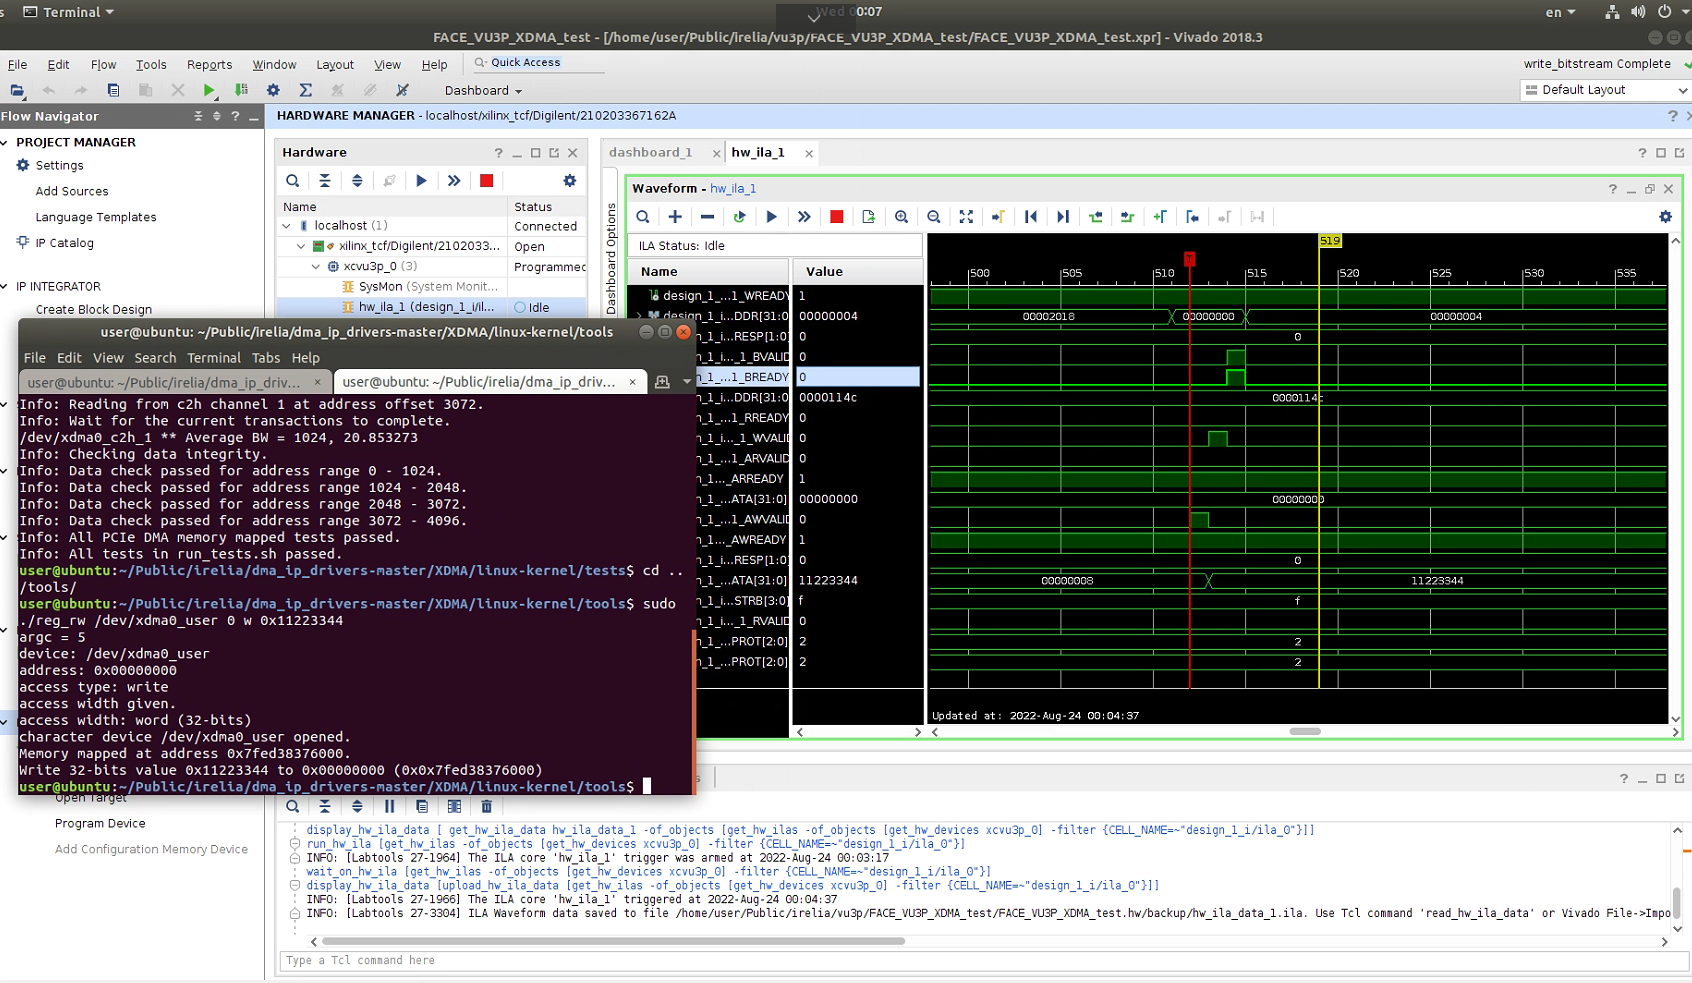 Terminal
Wed 00:07
en
FACE_VU3P_XDMA_test - [/home/user/Public/irelia/vu3p/FACE_VU3P_XDMA_test/FACE_VU3P_XDMA_test.xpr] - Vivado 2018.3
File Edit Flow Tools Reports Window Layout View Help
Quick Access
write_bitstream Complete
Dashboard
Default Layout
Flow Navigator
HARDWARE MANAGER - localhost/xilinx_tcf/Digilent/210203367162A
PROJECT MANAGER
Settings
Add Sources
Language Templates
IP Catalog
IP INTEGRATOR
Create Block Design
Hardware
Name Status
localhost (1) Connected
xilinx_tcf/Digilent/2102033... Open
xcvu3p_0 (3) Programmed
SysMon (System Monit...
hw_ila_1 (design_1_i/il... Idle
dashboard_1
hw_ila_1
Dashboard Options
Waveform - hw_ila_1
ILA Status: Idle
Name Value
design_1_...1_WREADY 1
design_1_i...DDR[31:0] 00000004
n_1_i...RESP[1:0] 0
n_1_i..._1_BVALID 0
n_1_i..._1_BREADY 0
n_1_i...DDR[31:0] 0000114c
n_1_i..._1_RREADY 0
n_1_i..._1_WVALID 0
n_1_i..._1_ARVALID 0
n_1_..._ARREADY 1
n_1_i...ATA[31:0] 00000000
n_1_..._AWVALID 0
n_1_..._AWREADY 1
n_1_i...RESP[1:0] 0
n_1_i...ATA[31:0] 11223344
n_1_i...STRB[3:0] f
n_1_i..._1_RVALID 0
n_1_...PROT[2:0] 2
n_1_...PROT[2:0] 2
519
T
500 505 510 515 520 525 530 535
00002018 00000000 00000004
0
0000114c
00000000
0
00000008 11223344
f
2
2
Updated at: 2022-Aug-24 00:04:37
user@ubuntu: ~/Public/irelia/dma_ip_drivers-master/XDMA/linux-kernel/tools
File Edit View Search Terminal Tabs Help
user@ubuntu: ~/Public/irelia/dma_ip_driv...
user@ubuntu: ~/Public/irelia/dma_ip_driv...
Info: Reading from c2h channel 1 at address offset 3072.
Info: Wait for the current transactions to complete.
/dev/xdma0_c2h_1 ** Average BW = 1024, 20.853273
Info: Checking data integrity.
Info: Data check passed for address range 0 - 1024.
Info: Data check passed for address range 1024 - 2048.
Info: Data check passed for address range 2048 - 3072.
Info: Data check passed for address range 3072 - 4096.
Info: All PCIe DMA memory mapped tests passed.
Info: All tests in run_tests.sh passed.
user@ubuntu:~/Public/irelia/dma_ip_drivers-master/XDMA/linux-kernel/tests$ cd ..
/tools/
user@ubuntu:~/Public/irelia/dma_ip_drivers-master/XDMA/linux-kernel/tools$ sudo
./reg_rw /dev/xdma0_user 0 w 0x11223344
argc = 5
device: /dev/xdma0_user
address: 0x00000000
access type: write
access width given.
access width: word (32-bits)
character device /dev/xdma0_user opened.
Memory mapped at address 0x7fed38376000.
Write 32-bits value 0x11223344 to 0x00000000 (0x0x7fed38376000)
user@ubuntu:~/Public/irelia/dma_ip_drivers-master/XDMA/linux-kernel/tools$
Open Target
Program Device
Add Configuration Memory Device
display_hw_ila_data [ get_hw_ila_data hw_ila_data_1 -of_objects [get_hw_ilas -of_objects [get_hw_devices xcvu3p_0] -filter {CELL_NAME=~"design_1_i/ila_0"}]]
run_hw_ila [get_hw_ilas -of_objects [get_hw_devices xcvu3p_0] -filter {CELL_NAME=~"design_1_i/ila_0"}]
INFO: [Labtools 27-1964] The ILA core 'hw_ila_1' trigger was armed at 2022-Aug-24 00:03:17
wait_on_hw_ila [get_hw_ilas -of_objects [get_hw_devices xcvu3p_0] -filter {CELL_NAME=~"design_1_i/ila_0"}]
display_hw_ila_data [upload_hw_ila_data [get_hw_ilas -of_objects [get_hw_devices xcvu3p_0] -filter {CELL_NAME=~"design_1_i/ila_0"}]]
INFO: [Labtools 27-1966] The ILA core 'hw_ila_1' triggered at 2022-Aug-24 00:04:37
INFO: [Labtools 27-3304] ILA Waveform data saved to file /home/user/Public/irelia/vu3p/FACE_VU3P_XDMA_test/FACE_VU3P_XDMA_test.hw/backup/hw_ila_data_1.ila. Use Tcl command 'read_hw_ila_data' or Vivado File->Impo
Type a Tcl command here